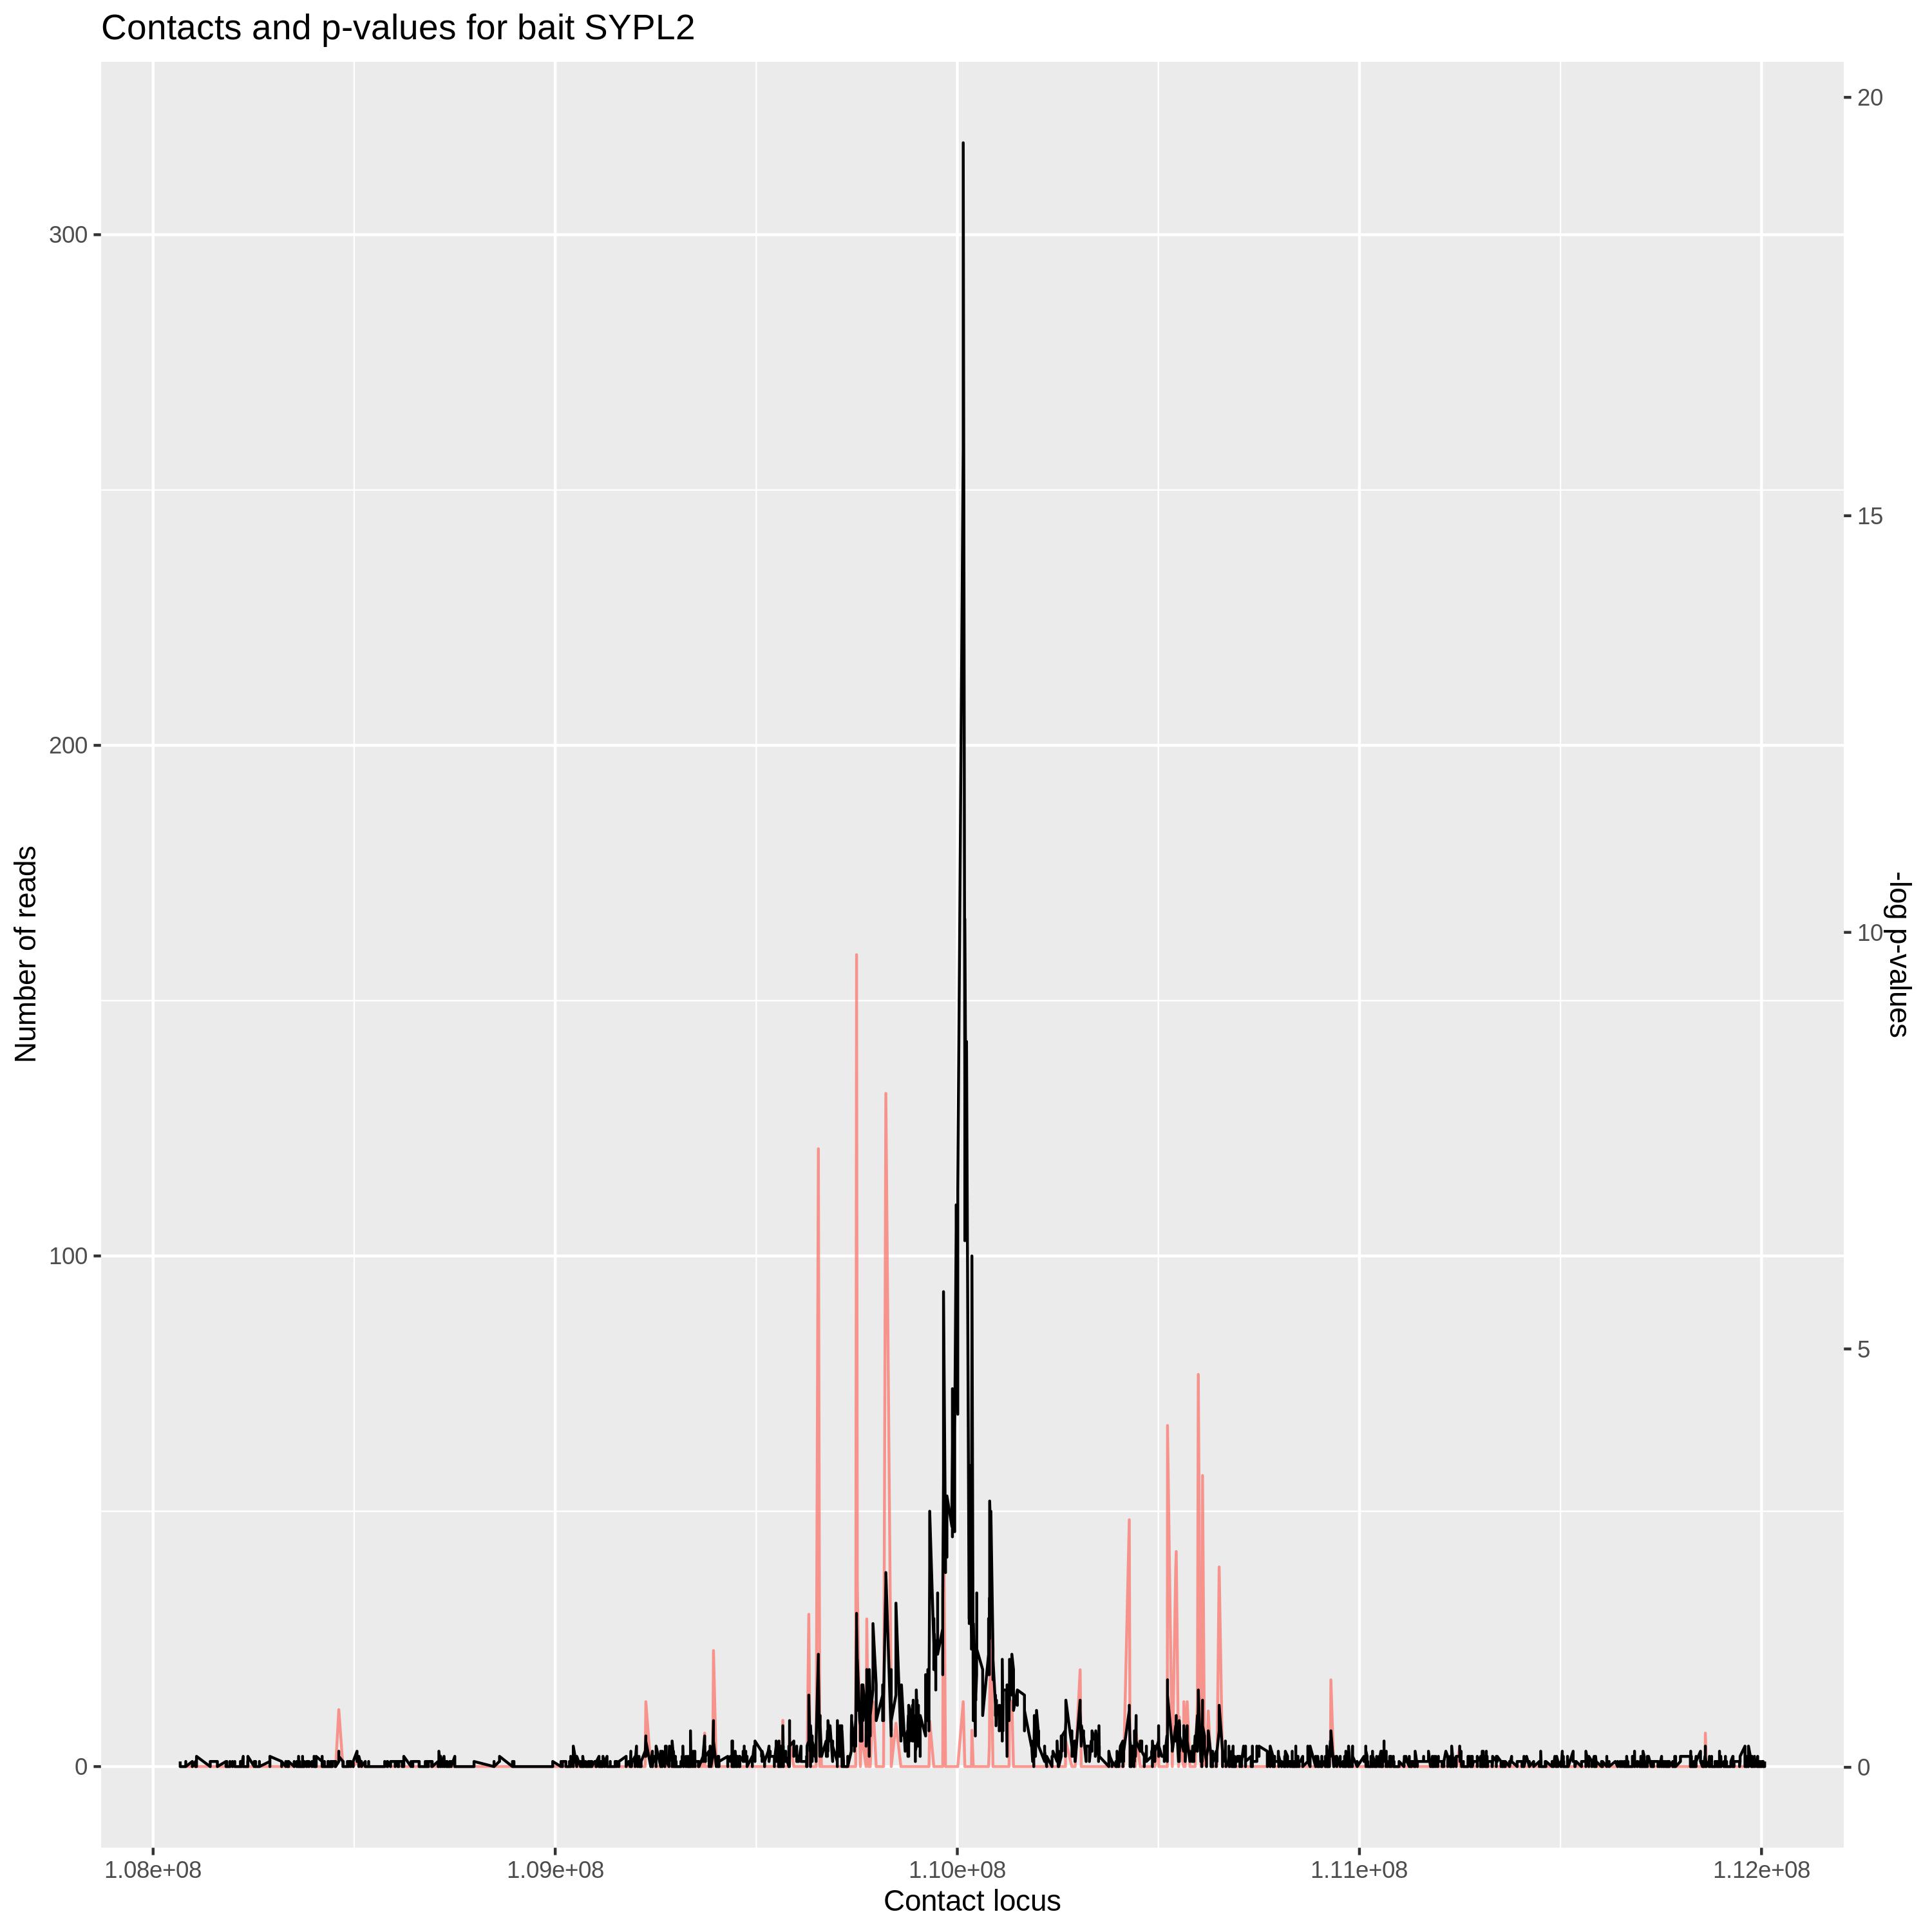 Contacts and p-values for bait SYPL2
Number of reads
300
200
100
0
20
15
10
5
0
-log p-values
1.08e+08
1.09e+08
1.10e+08
1.11e+08
1.12e+08
Contact locus